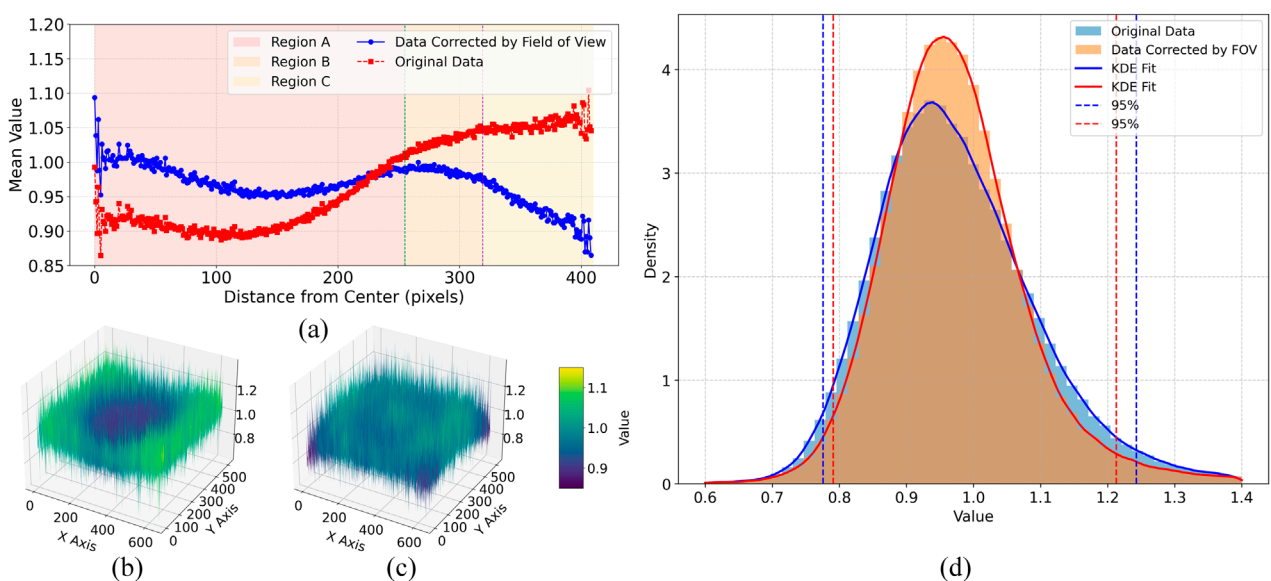 1.20
1.15
1.10
1.05
1.00
0.95
0.90
0.85
Mean Value
Region A
Region B
Region C
Data Corrected by Field of View
Original Data
0 100 200 300 400
Distance from Center (pixels)
(a)
1.2
1.0
0.8
0 200 400 600
X Axis
0 100 200 300 400 500
Y Axis
(b)
1.2
1.0
0.8
0 200 400 600
X Axis
0 100 200 300 400 500
Y Axis
(c)
1.1
1.0
0.9
Value
4
3
2
1
0
Density
Original Data
Data Corrected by FOV
KDE Fit
KDE Fit
95%
95%
0.6 0.7 0.8 0.9 1.0 1.1 1.2 1.3 1.4
Value
(d)